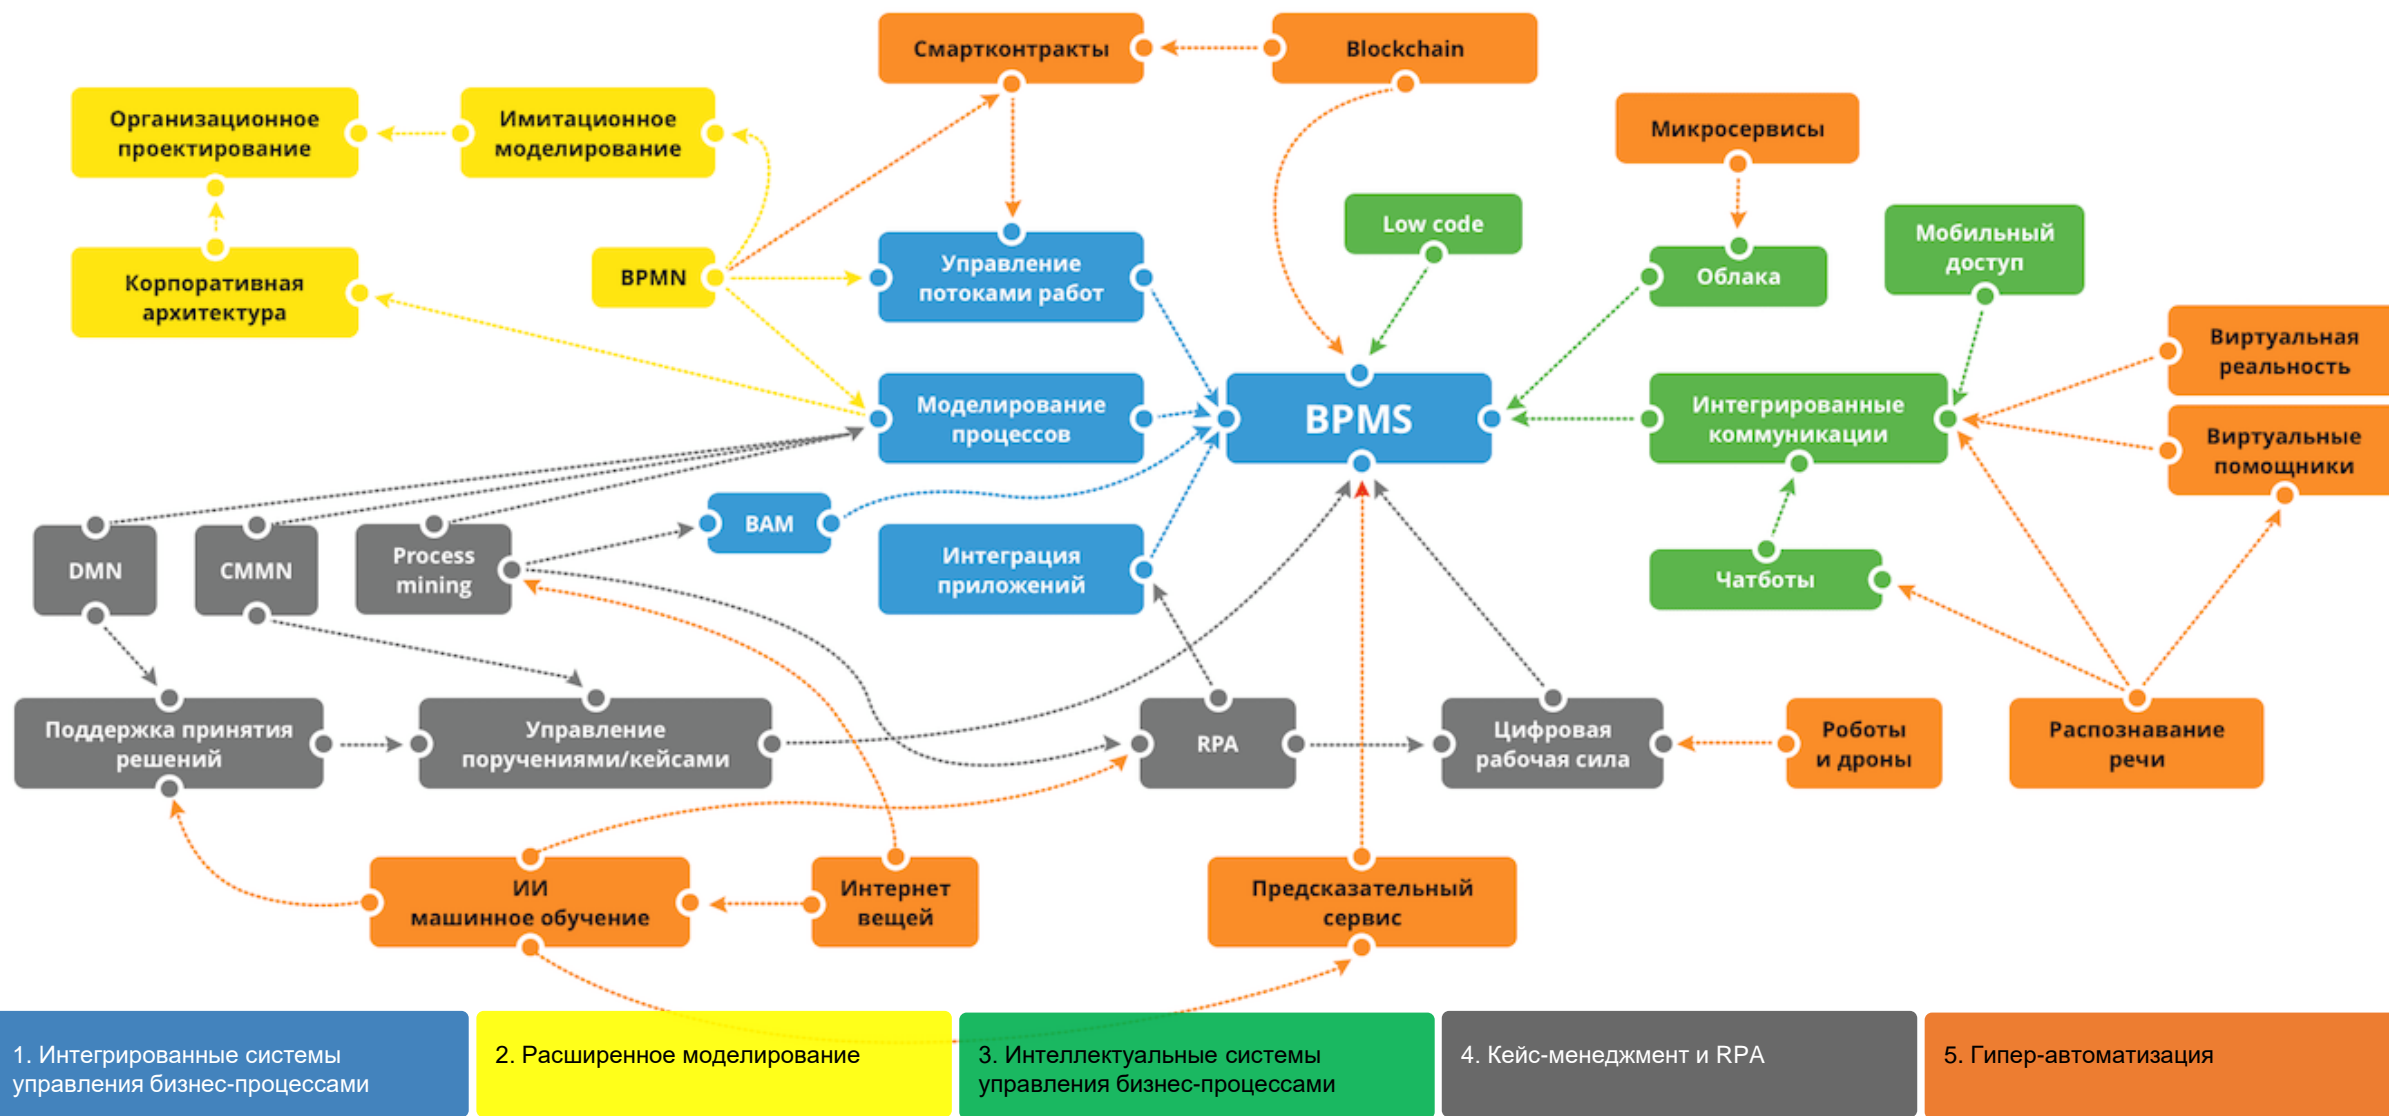 Смартконтракты
Blockchain
Организационное
проектирование
Имитационное
моделирование
Микросервисы
Low code
Мобильный
доступ
Корпоративная
архитектура
BPMN
Управление
потоками работ
Облака
Виртуальная
реальность
Моделирование
процессов
BPMS
Интегрированные
коммуникации
Виртуальные
помощники
DMN
CMMN
Process
mining
BAM
Интеграция
приложений
Чатботы
Поддержка принятия
решений
Управление
поручениями/кейсами
RPA
Цифровая
рабочая сила
Роботы
и дроны
Распознавание
речи
ИИ
машинное обучение
Интернет
вещей
Предсказательный
сервис
1. Интегрированные системы
управления бизнес-процессами
2. Расширенное моделирование
3. Интеллектуальные системы
управления бизнес-процессами
4. Кейс-менеджмент и RPA
5. Гипер-автоматизация